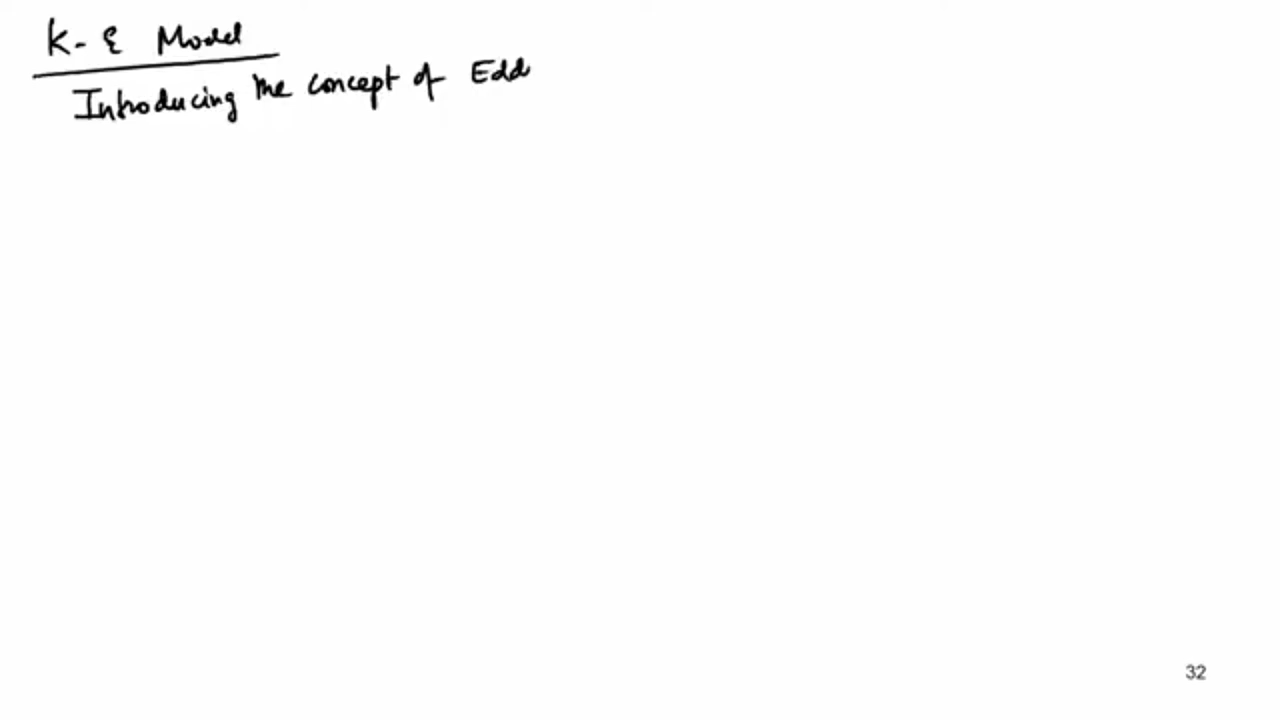 K-ε Model
Introducing the concept of Edd
32